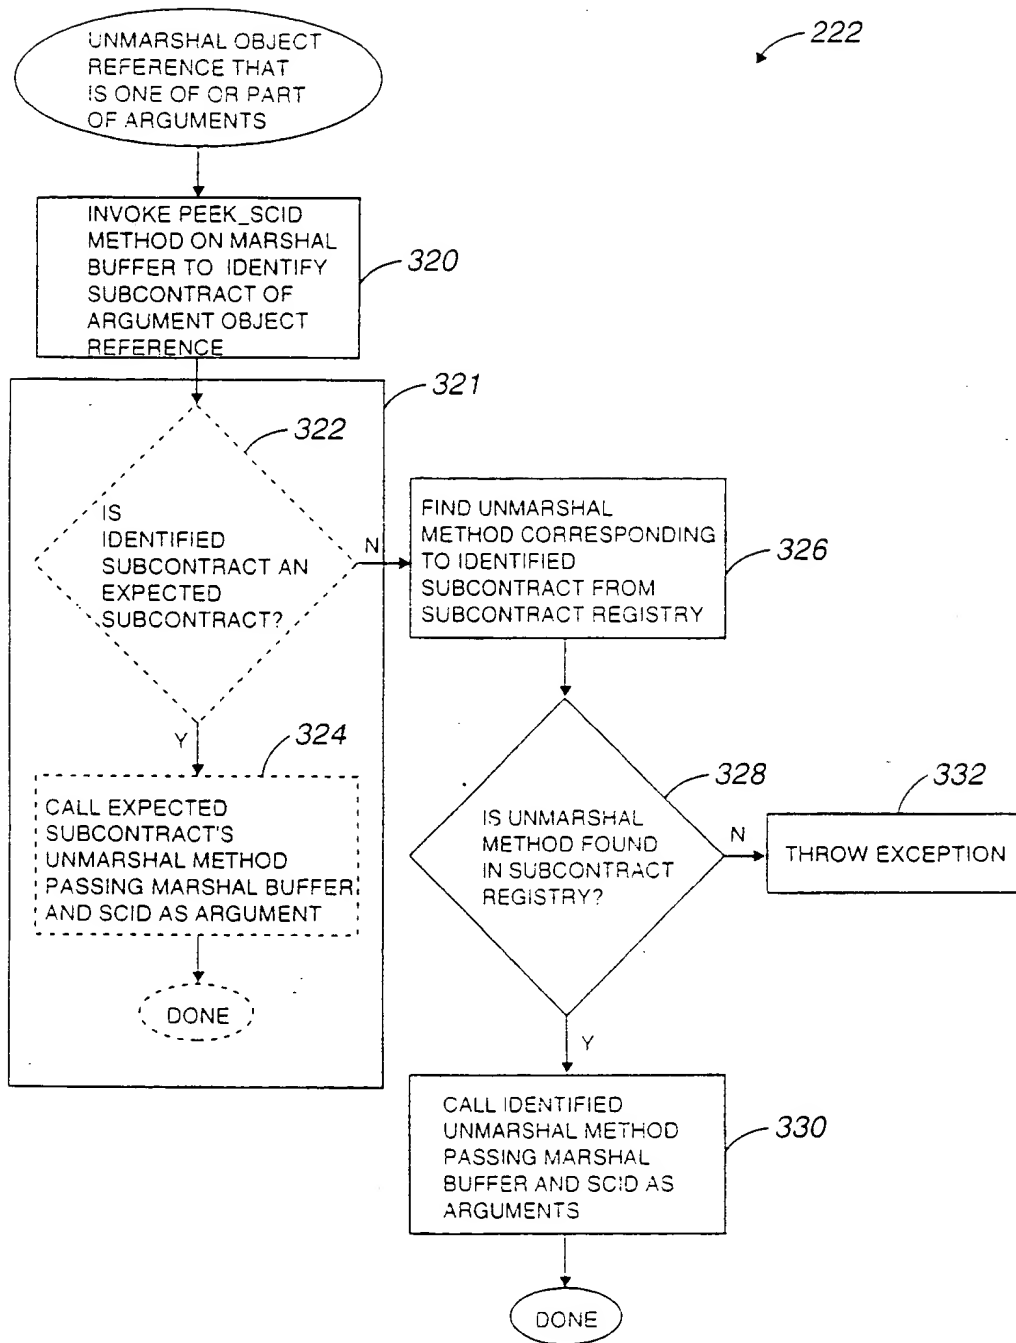 UNMARSHAL OBJECT
REFERENCE THAT
IS ONE OF OR PART
OF ARGUMENTS
222
INVOKE PEEK_SCID
METHOD ON MARSHAL
BUFFER TO IDENTIFY
SUBCONTRACT OF
ARGUMENT OBJECT
REFERENCE
320
321
322
IS
IDENTIFIED
SUBCONTRACT AN
EXPECTED
SUBCONTRACT?
N
Y
FIND UNMARSHAL
METHOD CORRESPONDING
TO IDENTIFIED
SUBCONTRACT FROM
SUBCONTRACT REGISTRY
326
324
CALL EXPECTED
SUBCONTRACT'S
UNMARSHAL METHOD
PASSING MARSHAL BUFFER
AND SCID AS ARGUMENT
DONE
328
IS UNMARSHAL
METHOD FOUND
IN SUBCONTRACT
REGISTRY?
N
Y
332
THROW EXCEPTION
CALL IDENTIFIED
UNMARSHAL METHOD
PASSING MARSHAL
BUFFER AND SCID AS
ARGUMENTS
330
DONE